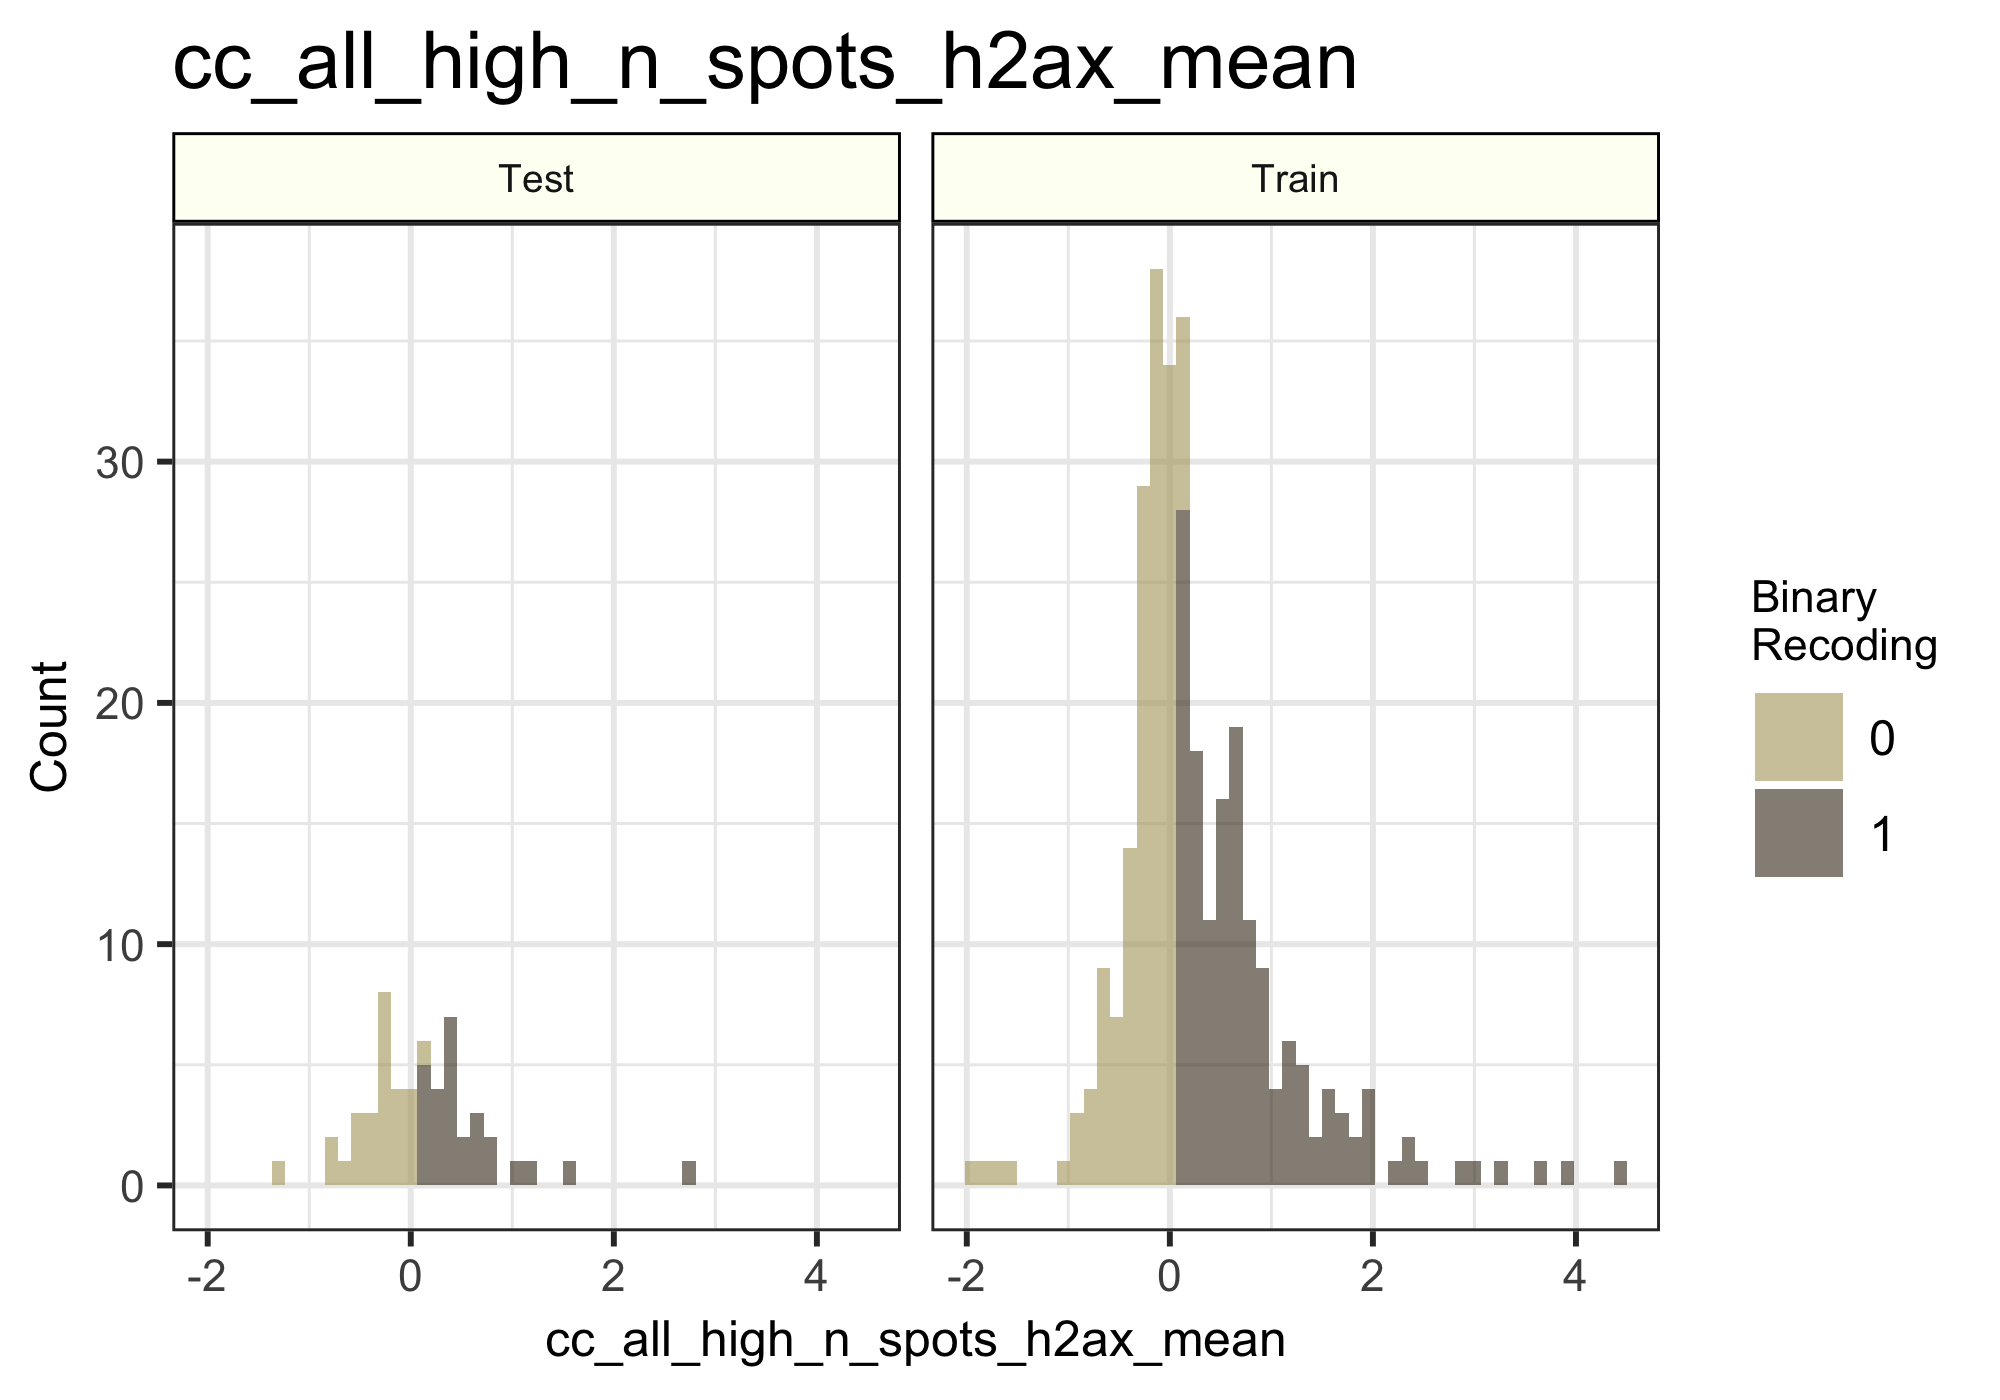 cc_all_high_n_spots_h2ax_mean
Test
Train
30
20
10
0
Count
-2
0
2
4
-2
0
2
4
cc_all_high_n_spots_h2ax_mean
Binary
Recoding
0
1